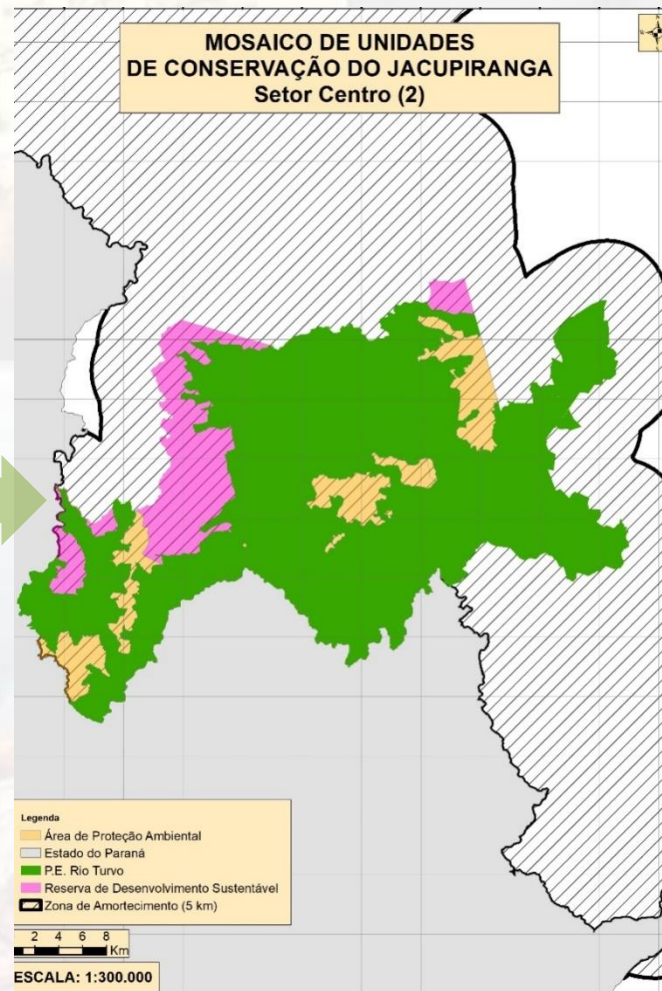 MOSAICO DE UNIDADES
DE CONSERVAÇÃO DO JACUPIRANGA
Setor Centro (2)
Legenda
Área de Proteção Ambiental
Estado do Paraná
P.E. Rio Turvo
Reserva de Desenvolvimento Sustentável
Zona de Amortecimento (5 km)
2 4 6 8
Km
ESCALA: 1:300.000